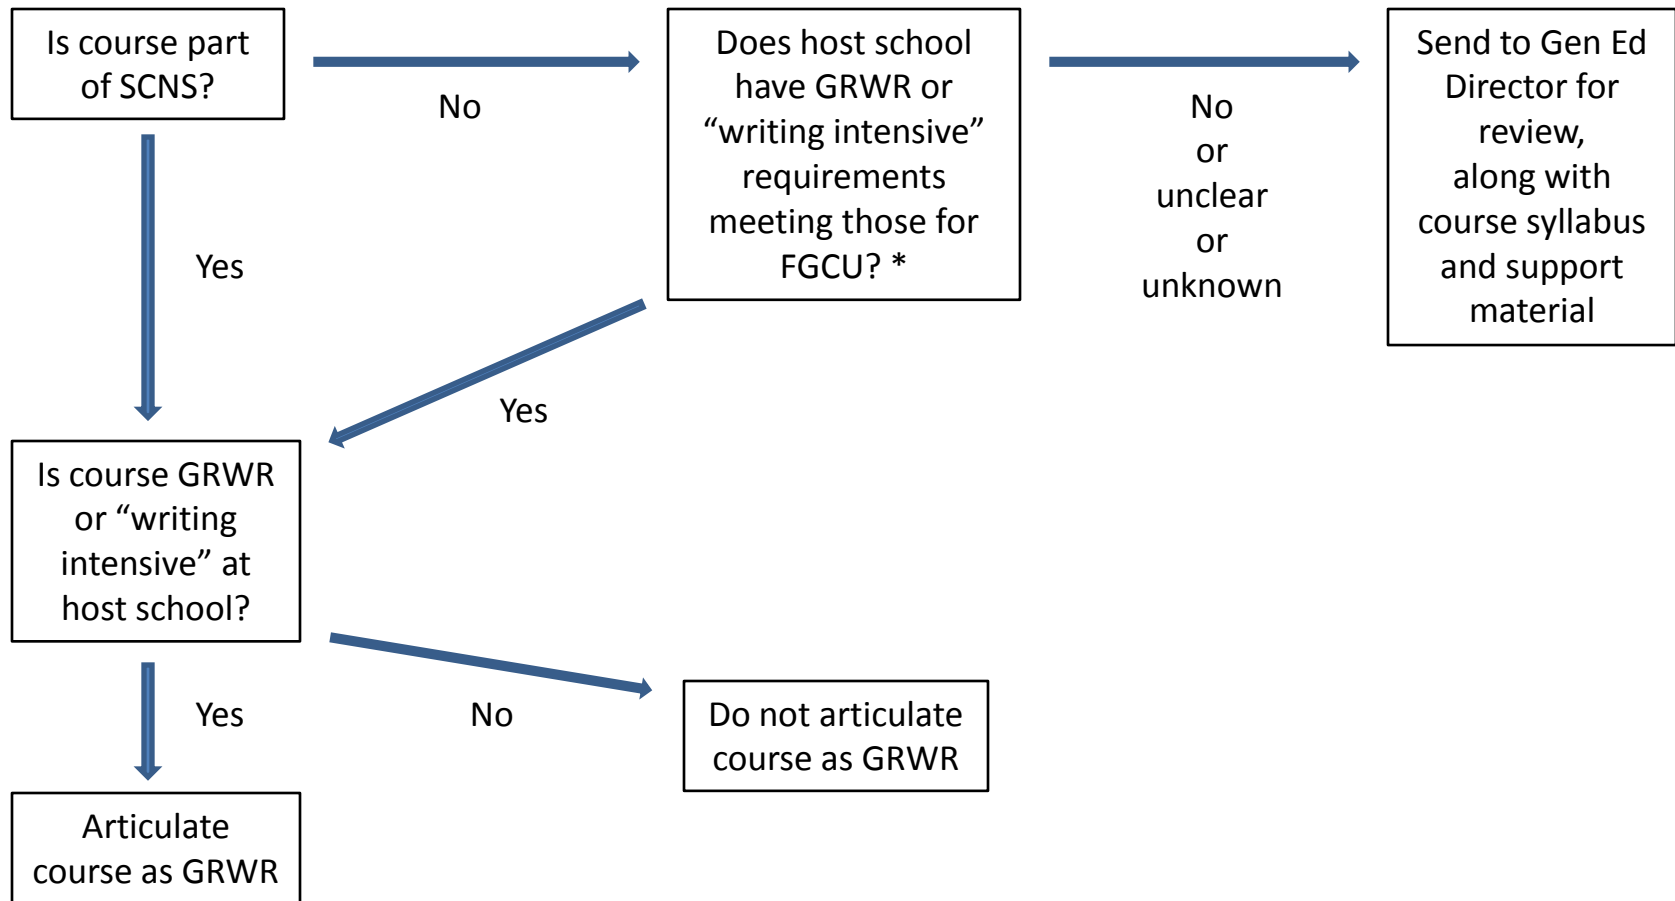 Is course part
of SCNS?
No
Does host school
have GRWR or
“writing intensive”
requirements
meeting those for
FGCU? *
No
or
unclear
or
unknown
Send to Gen Ed
Director for
review,
along with
course syllabus
and support
material
Yes
Yes
Is course GRWR
or “writing
intensive” at
host school?
Yes
No
Do not articulate
course as GRWR
Articulate
course as GRWR